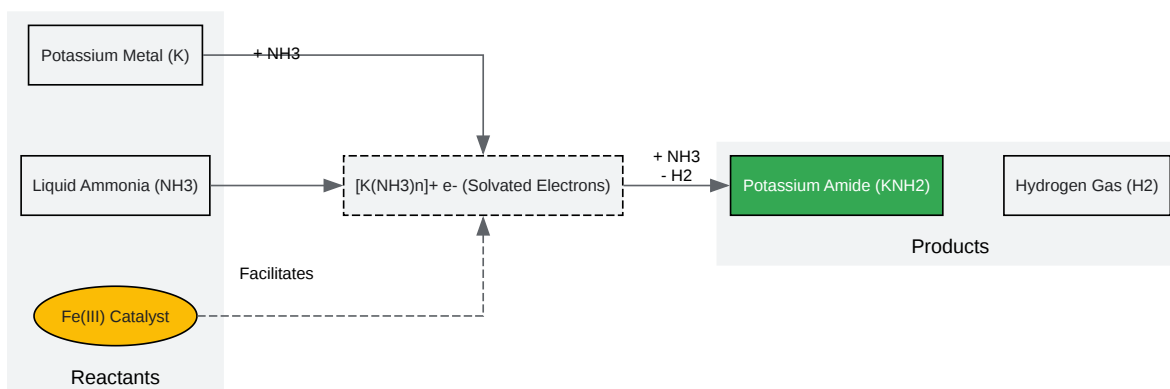 Potassium Metal (K)
+ NH3
Liquid Ammonia (NH3)
[K(NH3)n]+ e- (Solvated Electrons)
+ NH3
- H2
Potassium Amide (KNH2)
Hydrogen Gas (H2)
Products
Facilitates
Fe(III) Catalyst
Reactants